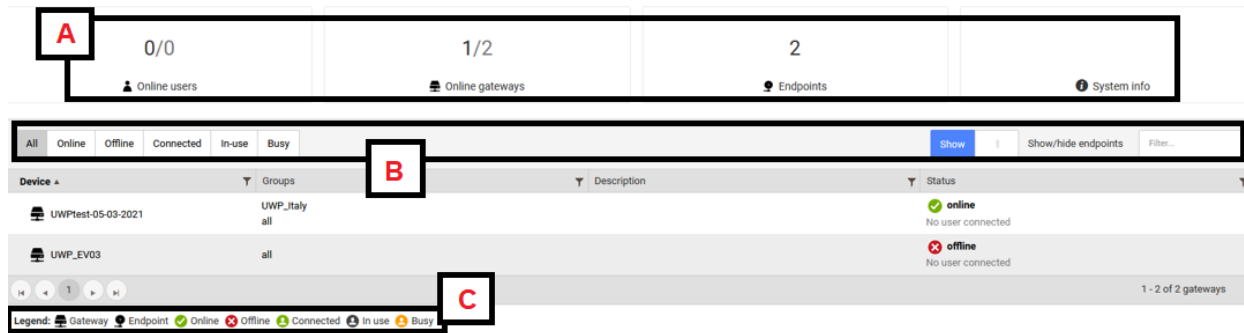 A
0/0
1/2
2
Online users
Online gateways
Endpoints
System info
All Online Offline Connected In-use Busy
Show
Show/hide endpoints
Filter...
B
Device
Groups
Description
Status
UWPtest-05-03-2021
UWP_Italy
all
online
No user connected
UWP_EV03
all
offline
No user connected
1
1 - 2 of 2 gateways
C
Legend: Gateway Endpoint Online Offline Connected In use Busy